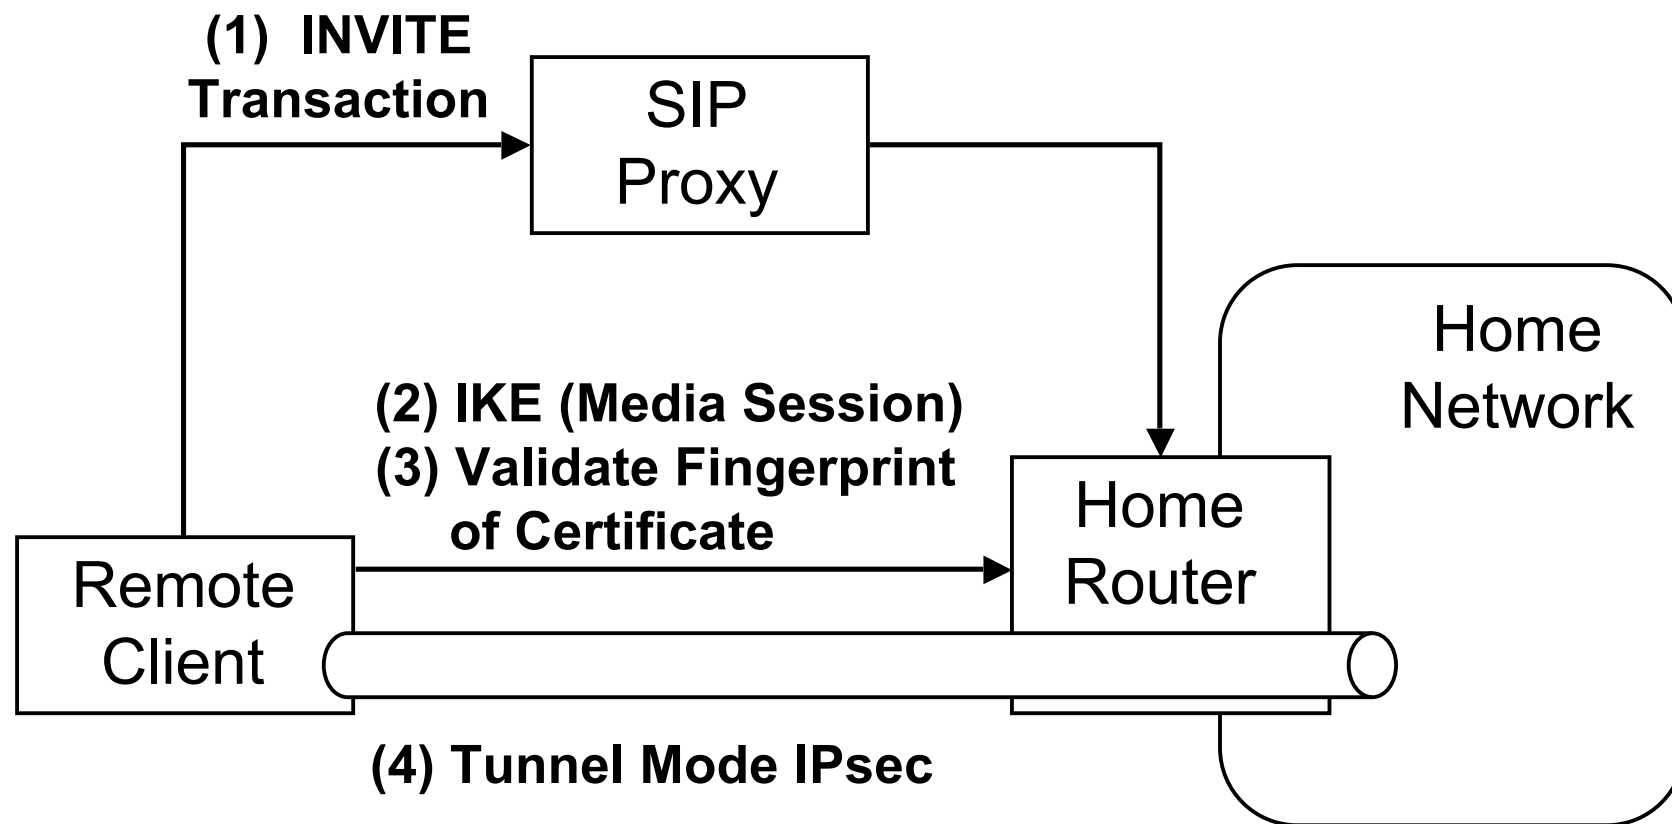 (1) INVITE
Transaction
SIP
Proxy
Home
Network
(2) IKE (Media Session)
(3) Validate Fingerprint
of Certificate
Home
Router
Remote
Client
(4) Tunnel Mode IPsec